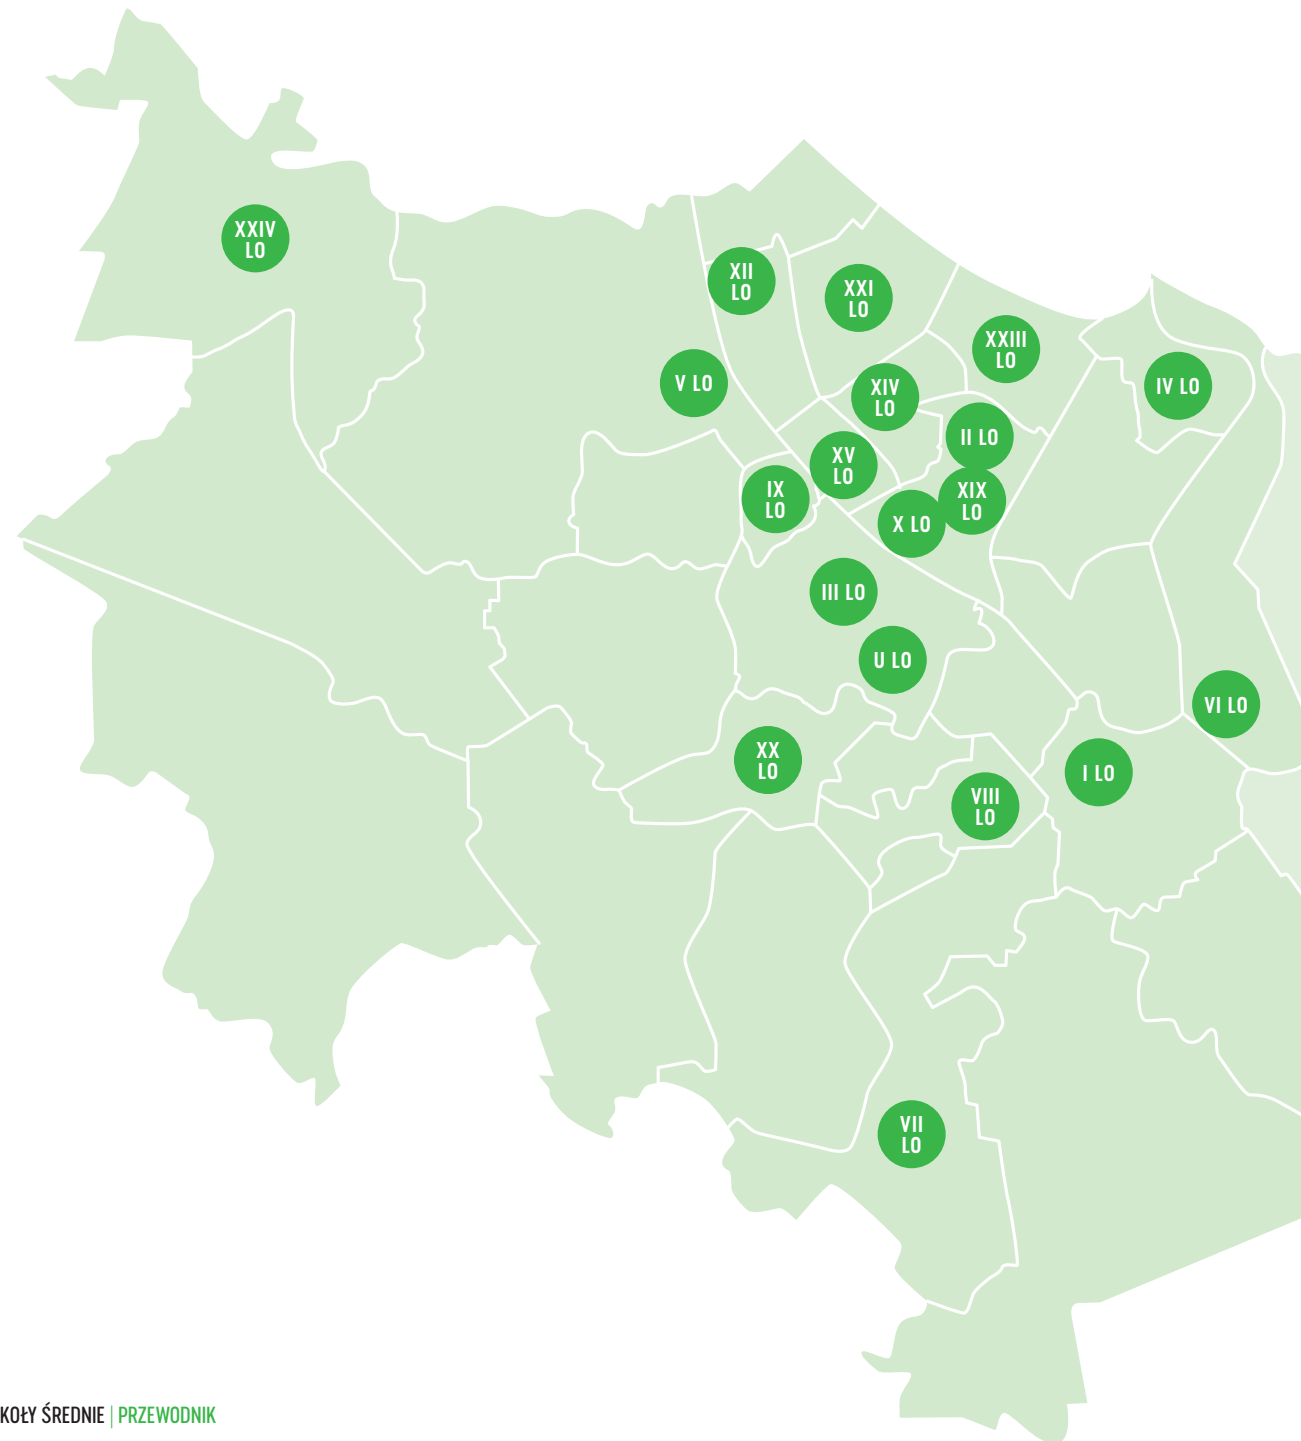 XXIV
LO
XII
LO
XXI
LO
XXIII
LO
V LO
XIV
LO
IV LO
II LO
XV
LO
IX
LO
XIX
LO
X LO
III LO
U LO
VI LO
XX
LO
I LO
VIII
LO
VII
LO
KOŁY ŚREDNIE | PRZEWODNIK